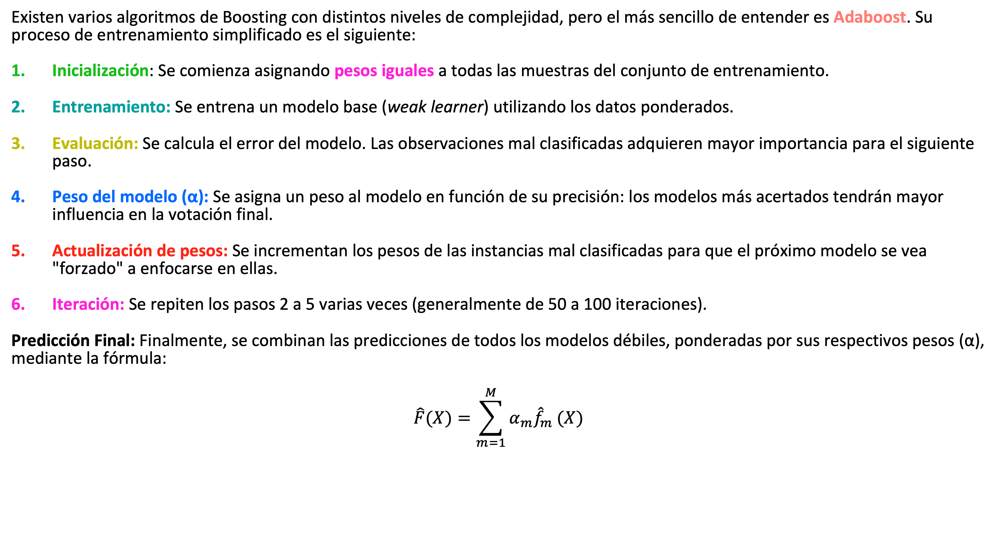 Existen varios algoritmos de Boosting con distintos niveles de complejidad, pero el más sencillo de entender es Adaboost. Su
proceso de entrenamiento simplificado es el siguiente:
1. Inicialización: Se comienza asignando pesos iguales a todas las muestras del conjunto de entrenamiento.
2. Entrenamiento: Se entrena un modelo base (weak learner) utilizando los datos ponderados.
3. Evaluación: Se calcula el error del modelo. Las observaciones mal clasificadas adquieren mayor importancia para el siguiente
paso.
4. Peso del modelo (α): Se asigna un peso al modelo en función de su precisión: los modelos más acertados tendrán mayor
influencia en la votación final.
5. Actualización de pesos: Se incrementan los pesos de las instancias mal clasificadas para que el próximo modelo se vea
"forzado" a enfocarse en ellas.
6. Iteración: Se repiten los pasos 2 a 5 varias veces (generalmente de 50 a 100 iteraciones).
Predicción Final: Finalmente, se combinan las predicciones de todos los modelos débiles, ponderadas por sus respectivos pesos (α),
mediante la fórmula:
$\hat{F}(X) = \sum_{m=1}^{M} \alpha_m \hat{f}_m (X)$